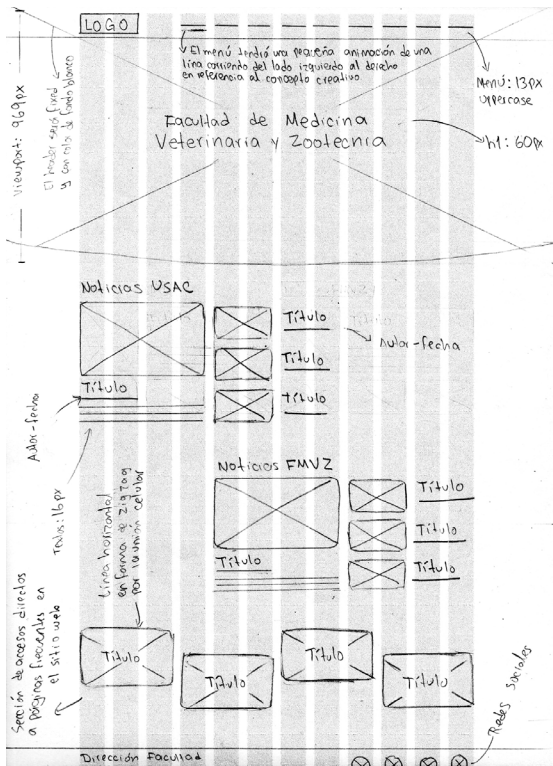 LOGO
El menú tendrá una pequeña animación de una
línea corriendo del lado izquierdo al derecho
en referencia al concepto creativo.
Menú: 13px
Uppercase
Viewport: 969px
El header será fixed
y con color de fondo blanco
Facultad de Medicina
Veterinaria y Zootecnia
h1: 60px
Noticias USAC
Título
Título
Título
Título
Autor-fecha
Autor-fecha
Textos: 16px
Noticias FMVZ
Título
Título
Título
Título
Línea horizontal
en forma de zigzag
por la unión celular
Sección de accesos directos
a páginas frecuentes en
el sitio web
Título
Título
Título
Título
Redes sociales
Dirección Facultad